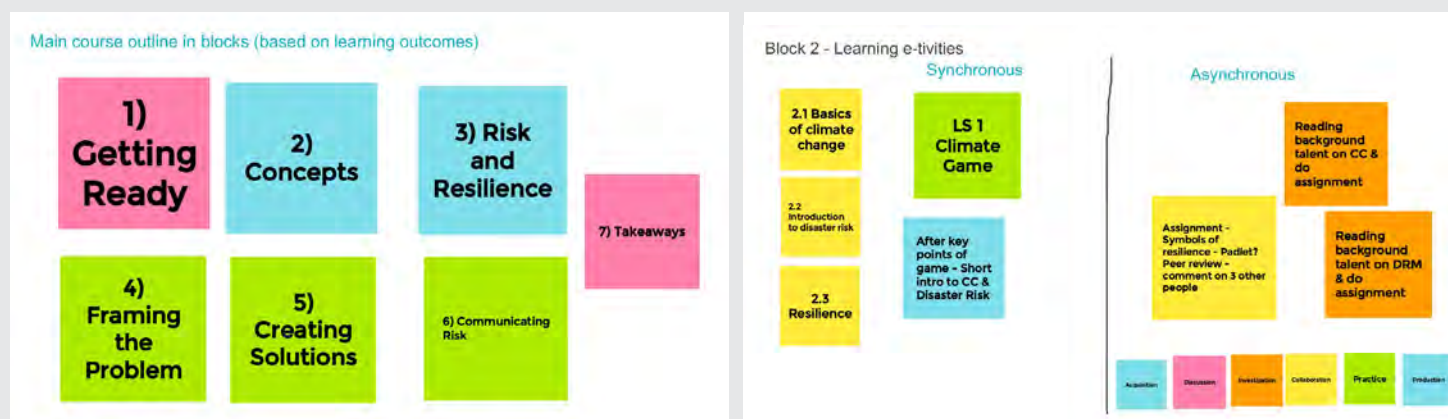 Main course outline in blocks (based on learning outcomes)
1)
Getting
Ready
2)
Concepts
3) Risk
and
Resilience
7) Takeaways
4)
Framing
the
Problem
5)
Creating
Solutions
6) Communicating
Risk
Block 2 - Learning e-tivities
Synchronous
2.1 Basics
of climate
change
2.2
Introduction
to disaster risk
2.3
Resilience
LS 1
Climate
Game
After key
points of
game - Short
intro to CC &
Disaster Risk
Asynchronous
Reading
background
talent on CC &
do
assignment
Assignment -
Symbols of
resilience - Padlet?
Peer review -
comment on 3 other
people
Reading
background
talent on DRM
& do
assignment
Acquisition
Discussion
Investigation
Collaboration
Practice
Production